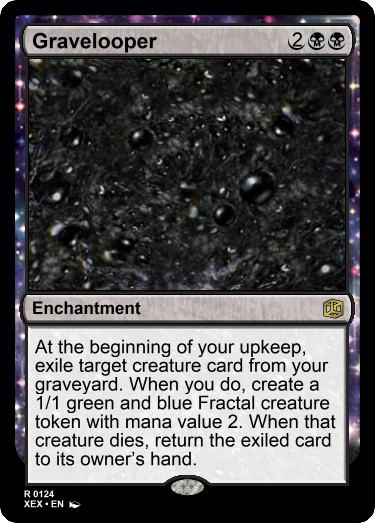 Gravelooper 2
Enchantment
At the beginning of your upkeep,
exile target creature card from your
graveyard. When you do, create a
1/1 green and blue Fractal creature
token with mana value 2. When that
creature dies, return the exiled card
to its owner's hand.
R 0124
XEX • EN